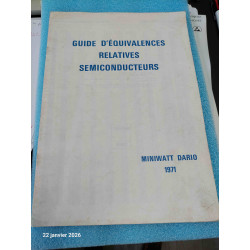 GUIDE D'ÉQUIVALENCES
RELATIVES
SEMICONDUCTEURS
MINIWATT DARIO
1971
22 janvier 2026